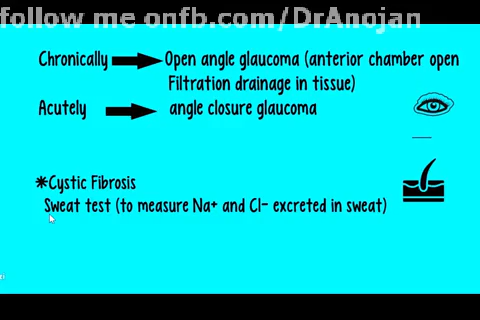 follow me onfb.com/DrAnojan
Chronically Open angle glaucoma (anterior chamber open
Filtration drainage in tissue)
Acutely angle closure glaucoma
*Cystic Fibrosis
Sweat test (to measure Na+ and Cl- excreted in sweat)